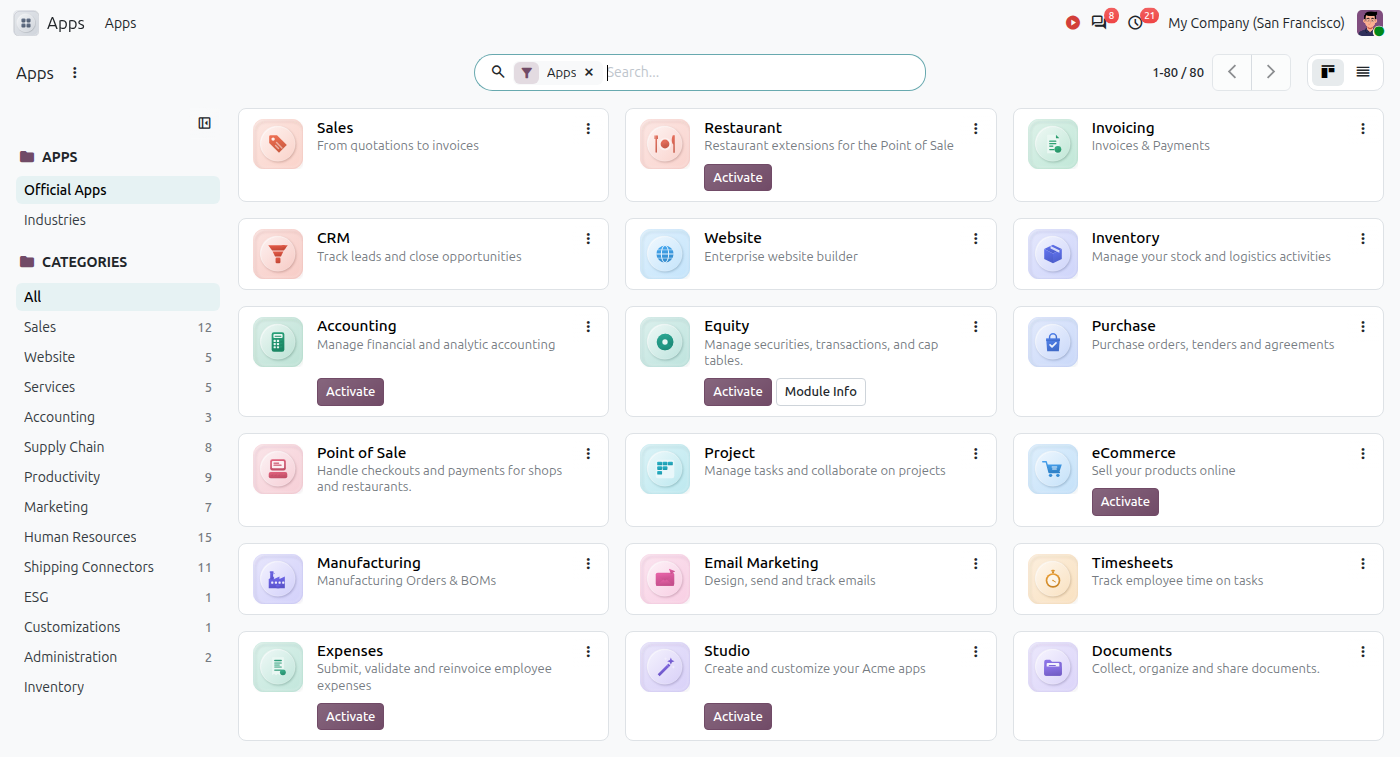 Apps Apps 8 21 My Company (San Francisco)
Apps Apps × Search... 1-80 / 80
APPS
Official Apps
Industries
CATEGORIES
All
Sales 12
Website 5
Services 5
Accounting 3
Supply Chain 8
Productivity 9
Marketing 7
Human Resources 15
Shipping Connectors 11
ESG 1
Customizations 1
Administration 2
Inventory
Sales
From quotations to invoices
Restaurant
Restaurant extensions for the Point of Sale
Activate
Invoicing
Invoices & Payments
CRM
Track leads and close opportunities
Website
Enterprise website builder
Inventory
Manage your stock and logistics activities
Accounting
Manage financial and analytic accounting
Activate
Equity
Manage securities, transactions, and cap
tables.
Activate Module Info
Purchase
Purchase orders, tenders and agreements
Point of Sale
Handle checkouts and payments for shops
and restaurants.
Project
Manage tasks and collaborate on projects
eCommerce
Sell your products online
Activate
Manufacturing
Manufacturing Orders & BOMs
Email Marketing
Design, send and track emails
Timesheets
Track employee time on tasks
Expenses
Submit, validate and reinvoice employee
expenses
Activate
Studio
Create and customize your Acme apps
Activate
Documents
Collect, organize and share documents.